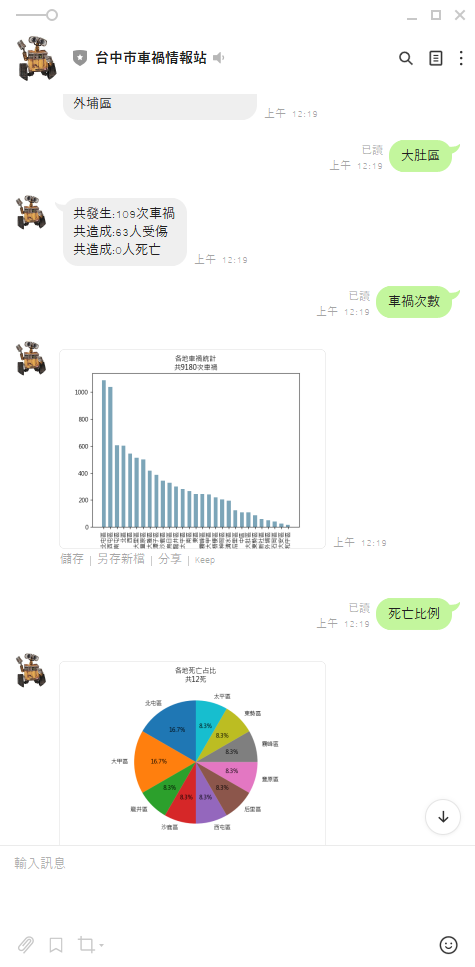 台中市車禍情報站
外埔區
上午 12:19
已讀
上午 12:19
大肚區
共發生:109次車禍
共造成:63人受傷
共造成:0人死亡
上午 12:19
已讀
上午 12:19
車禍次數
各地車禍統計
共9180次車禍
1000
800
600
400
200
0
上午 12:19
儲存 | 另存新檔 | 分享 | Keep
已讀
上午 12:19
死亡比例
各地死亡占比
共12死
太平區
北屯區
東勢區
8.3%
16.7%
8.3%
霧峰區
8.3%
大甲區
16.7%
8.3%
豐原區
8.3%
8.3%
8.3%
8.3%
龍井區
后里區
沙鹿區
西屯區
輸入訊息